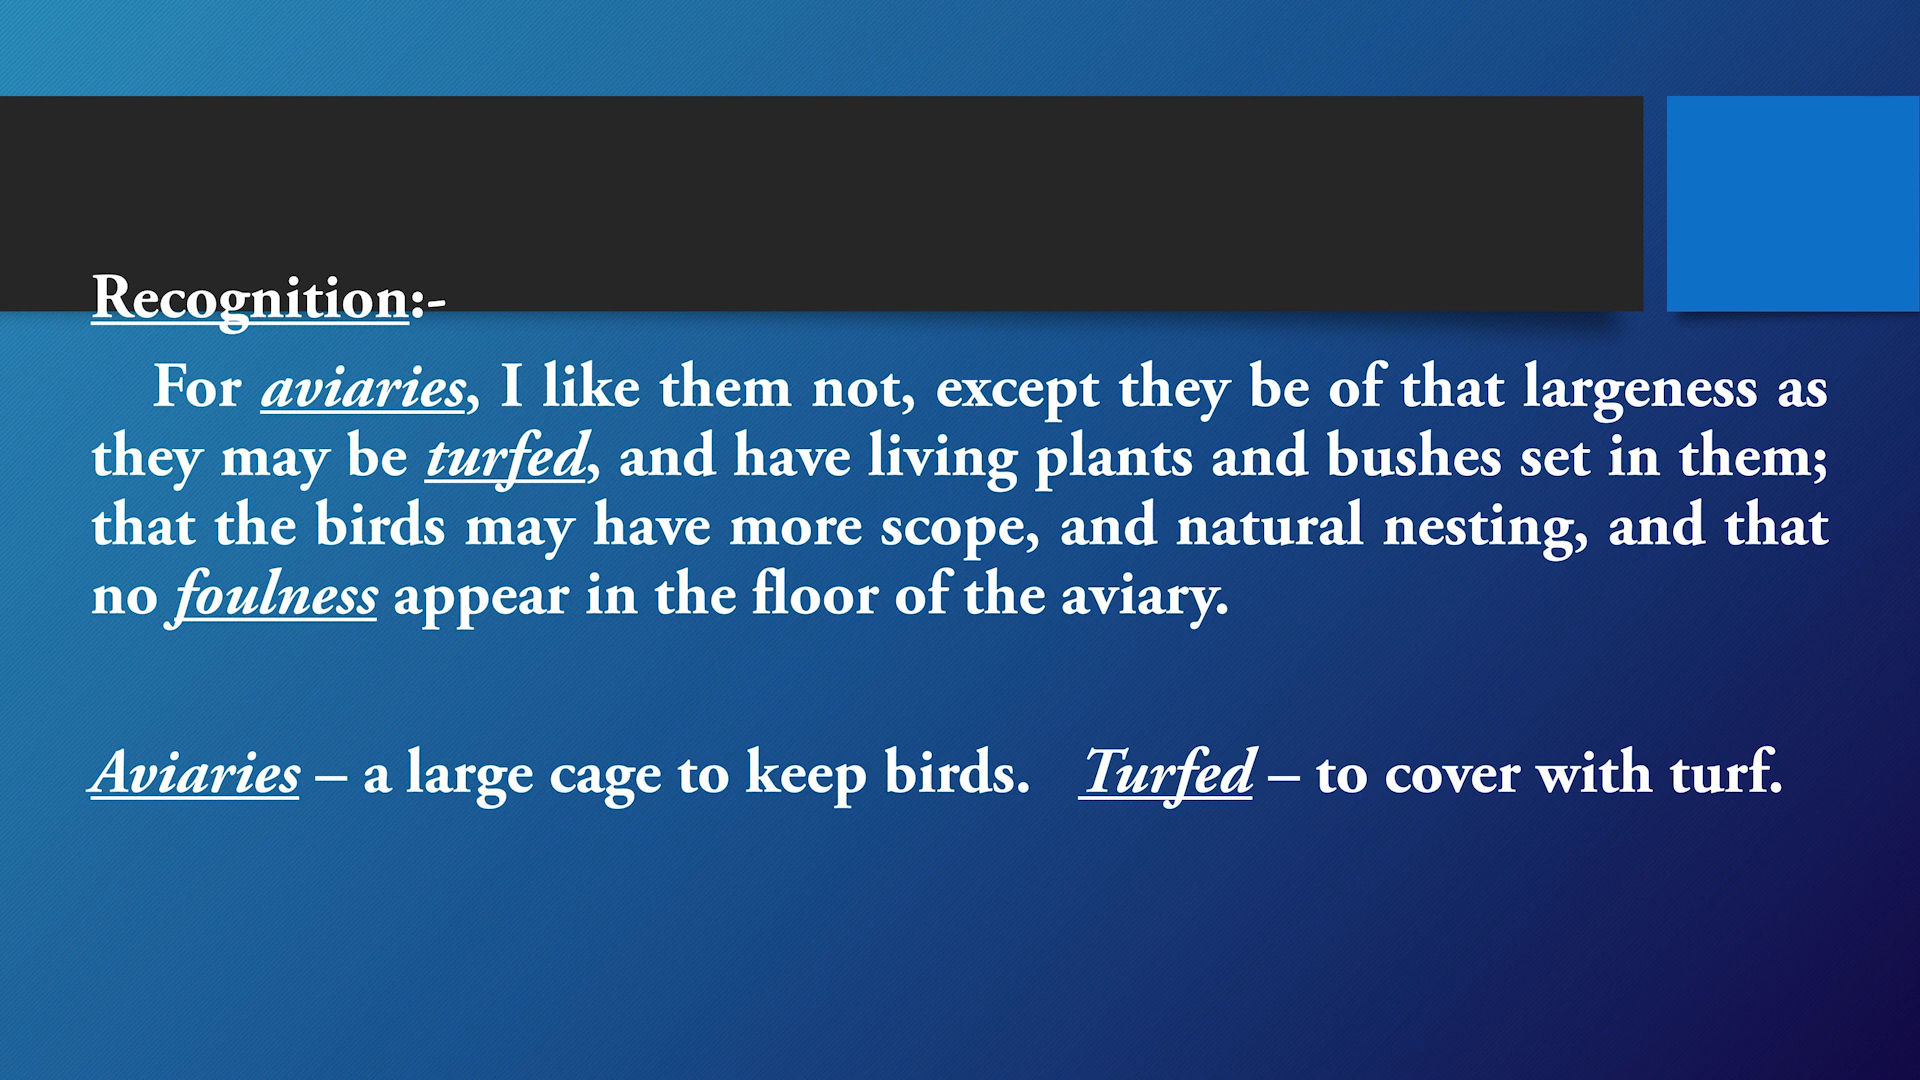 Recognition:-
For aviaries, I like them not, except they be of that largeness as
they may be turfed, and have living plants and bushes set in them;
that the birds may have more scope, and natural nesting, and that
no foulness appear in the floor of the aviary.
Aviaries – a large cage to keep birds. Turfed – to cover with turf.